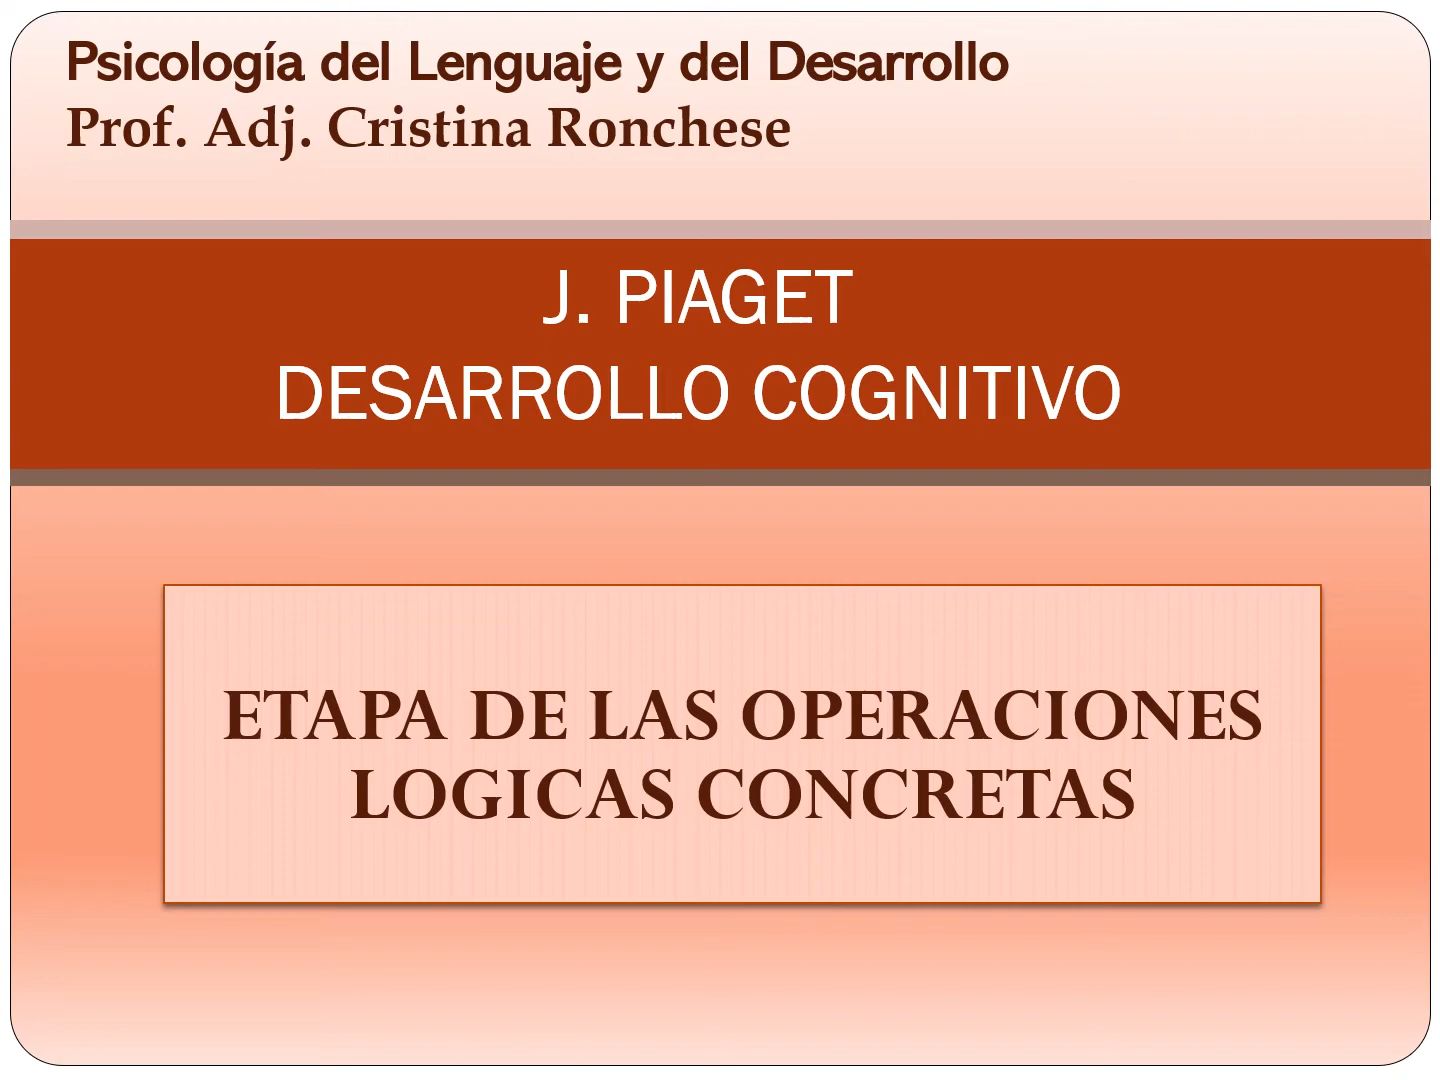 Psicología del Lenguaje y del Desarrollo
Prof. Adj. Cristina Ronchese
J. PIAGET
DESARROLLO COGNITIVO
ETAPA DE LAS OPERACIONES
LOGICAS CONCRETAS